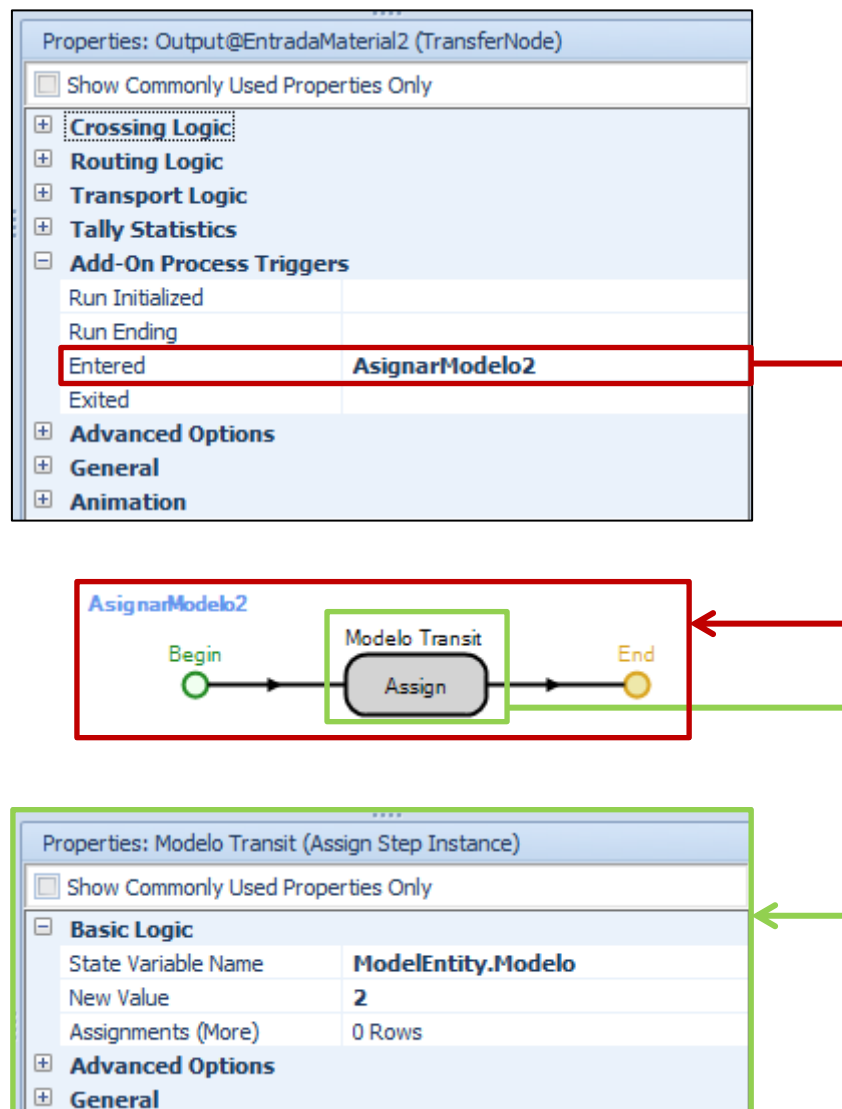 Properties: Output@EntradaMaterial2 (TransferNode)
Show Commonly Used Properties Only
Crossing Logic
Routing Logic
Transport Logic
Tally Statistics
Add-On Process Triggers
Run Initialized
Run Ending
Entered AsignarModelo2
Exited
Advanced Options
General
Animation
AsignarModelo2
Begin
Modelo Transit
End
Assign
Properties: Modelo Transit (Assign Step Instance)
Show Commonly Used Properties Only
Basic Logic
State Variable Name ModelEntity.Modelo
New Value 2
Assignments (More) 0 Rows
Advanced Options
General